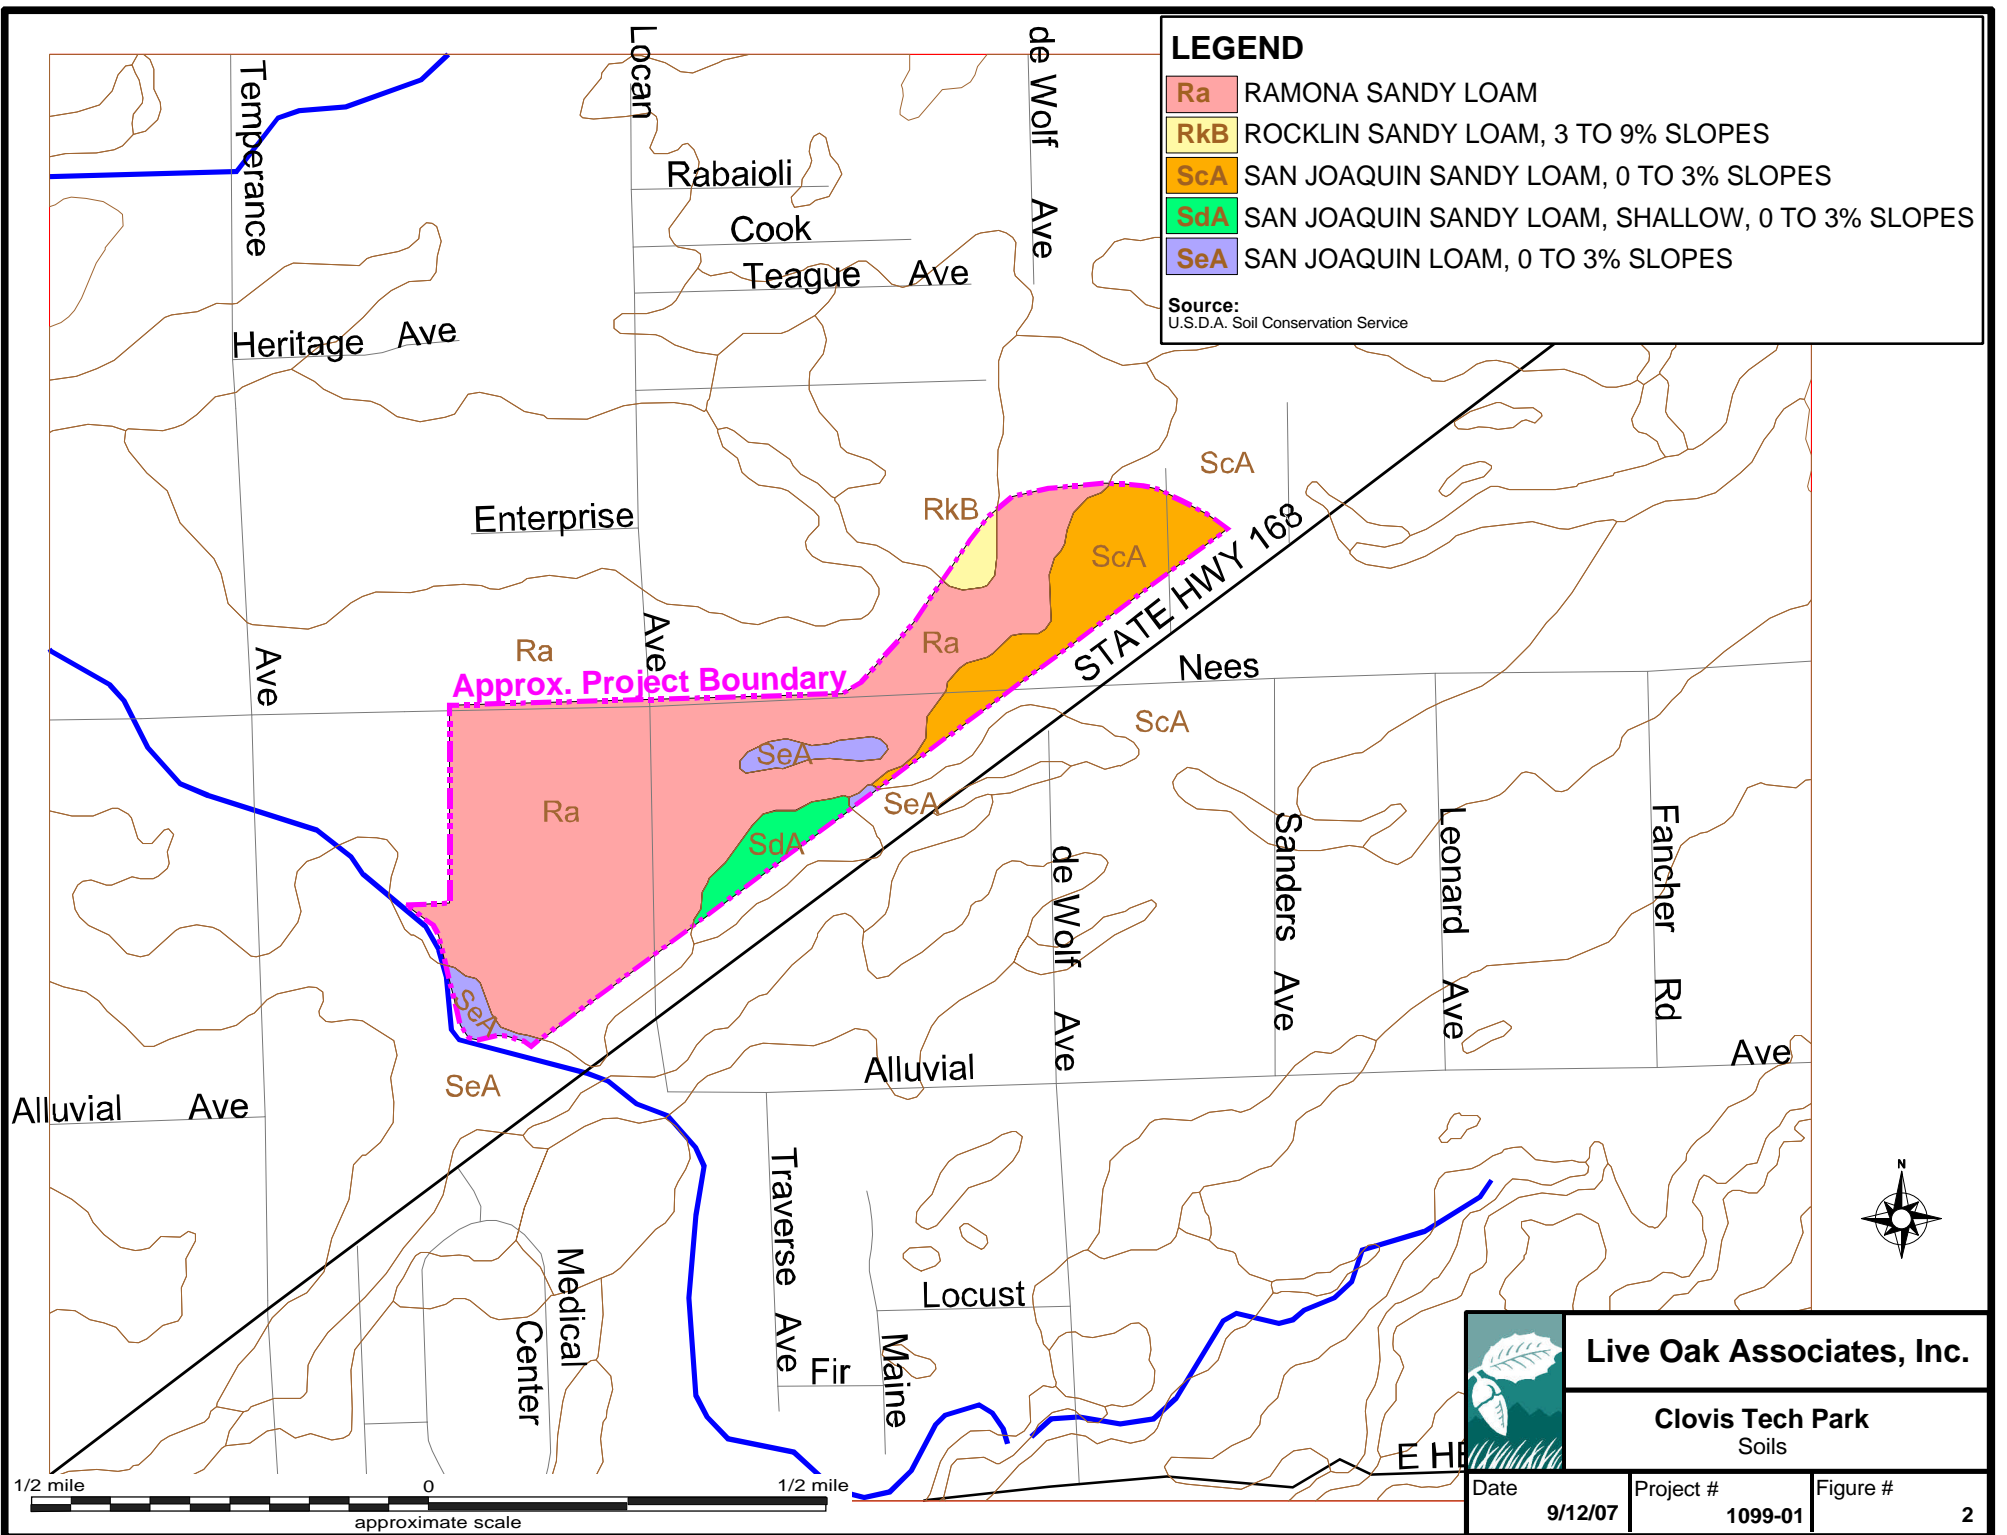 LEGEND
Ra RAMONA SANDY LOAM
RkB ROCKLIN SANDY LOAM, 3 TO 9% SLOPES
ScA SAN JOAQUIN SANDY LOAM, 0 TO 3% SLOPES
SdA SAN JOAQUIN SANDY LOAM, SHALLOW, 0 TO 3% SLOPES
SeA SAN JOAQUIN LOAM, 0 TO 3% SLOPES
Source:
U.S.D.A. Soil Conservation Service
Temperance
Locan
de Wolf
Ave
Rabaioli
Cook
Teague Ave
Heritage Ave
ScA
RkB
Enterprise
STATE HWY 168
ScA
Ave
Ave
Ra
Ra
Nees
Approx. Project Boundary
ScA
SeA
Ra
SeA
SdA
Sanders Ave
Leonard Ave
Fancher Rd
de Wolf Ave
SeA
SeA
Alluvial
Ave
Alluvial Ave
N
Traverse Ave
Medical
Center
Locust
Maine
Fir
E HE
1/2 mile 0 1/2 mile
approximate scale
Live Oak Associates, Inc.
Clovis Tech Park
Soils
Date 9/12/07
Project # 1099-01
Figure # 2